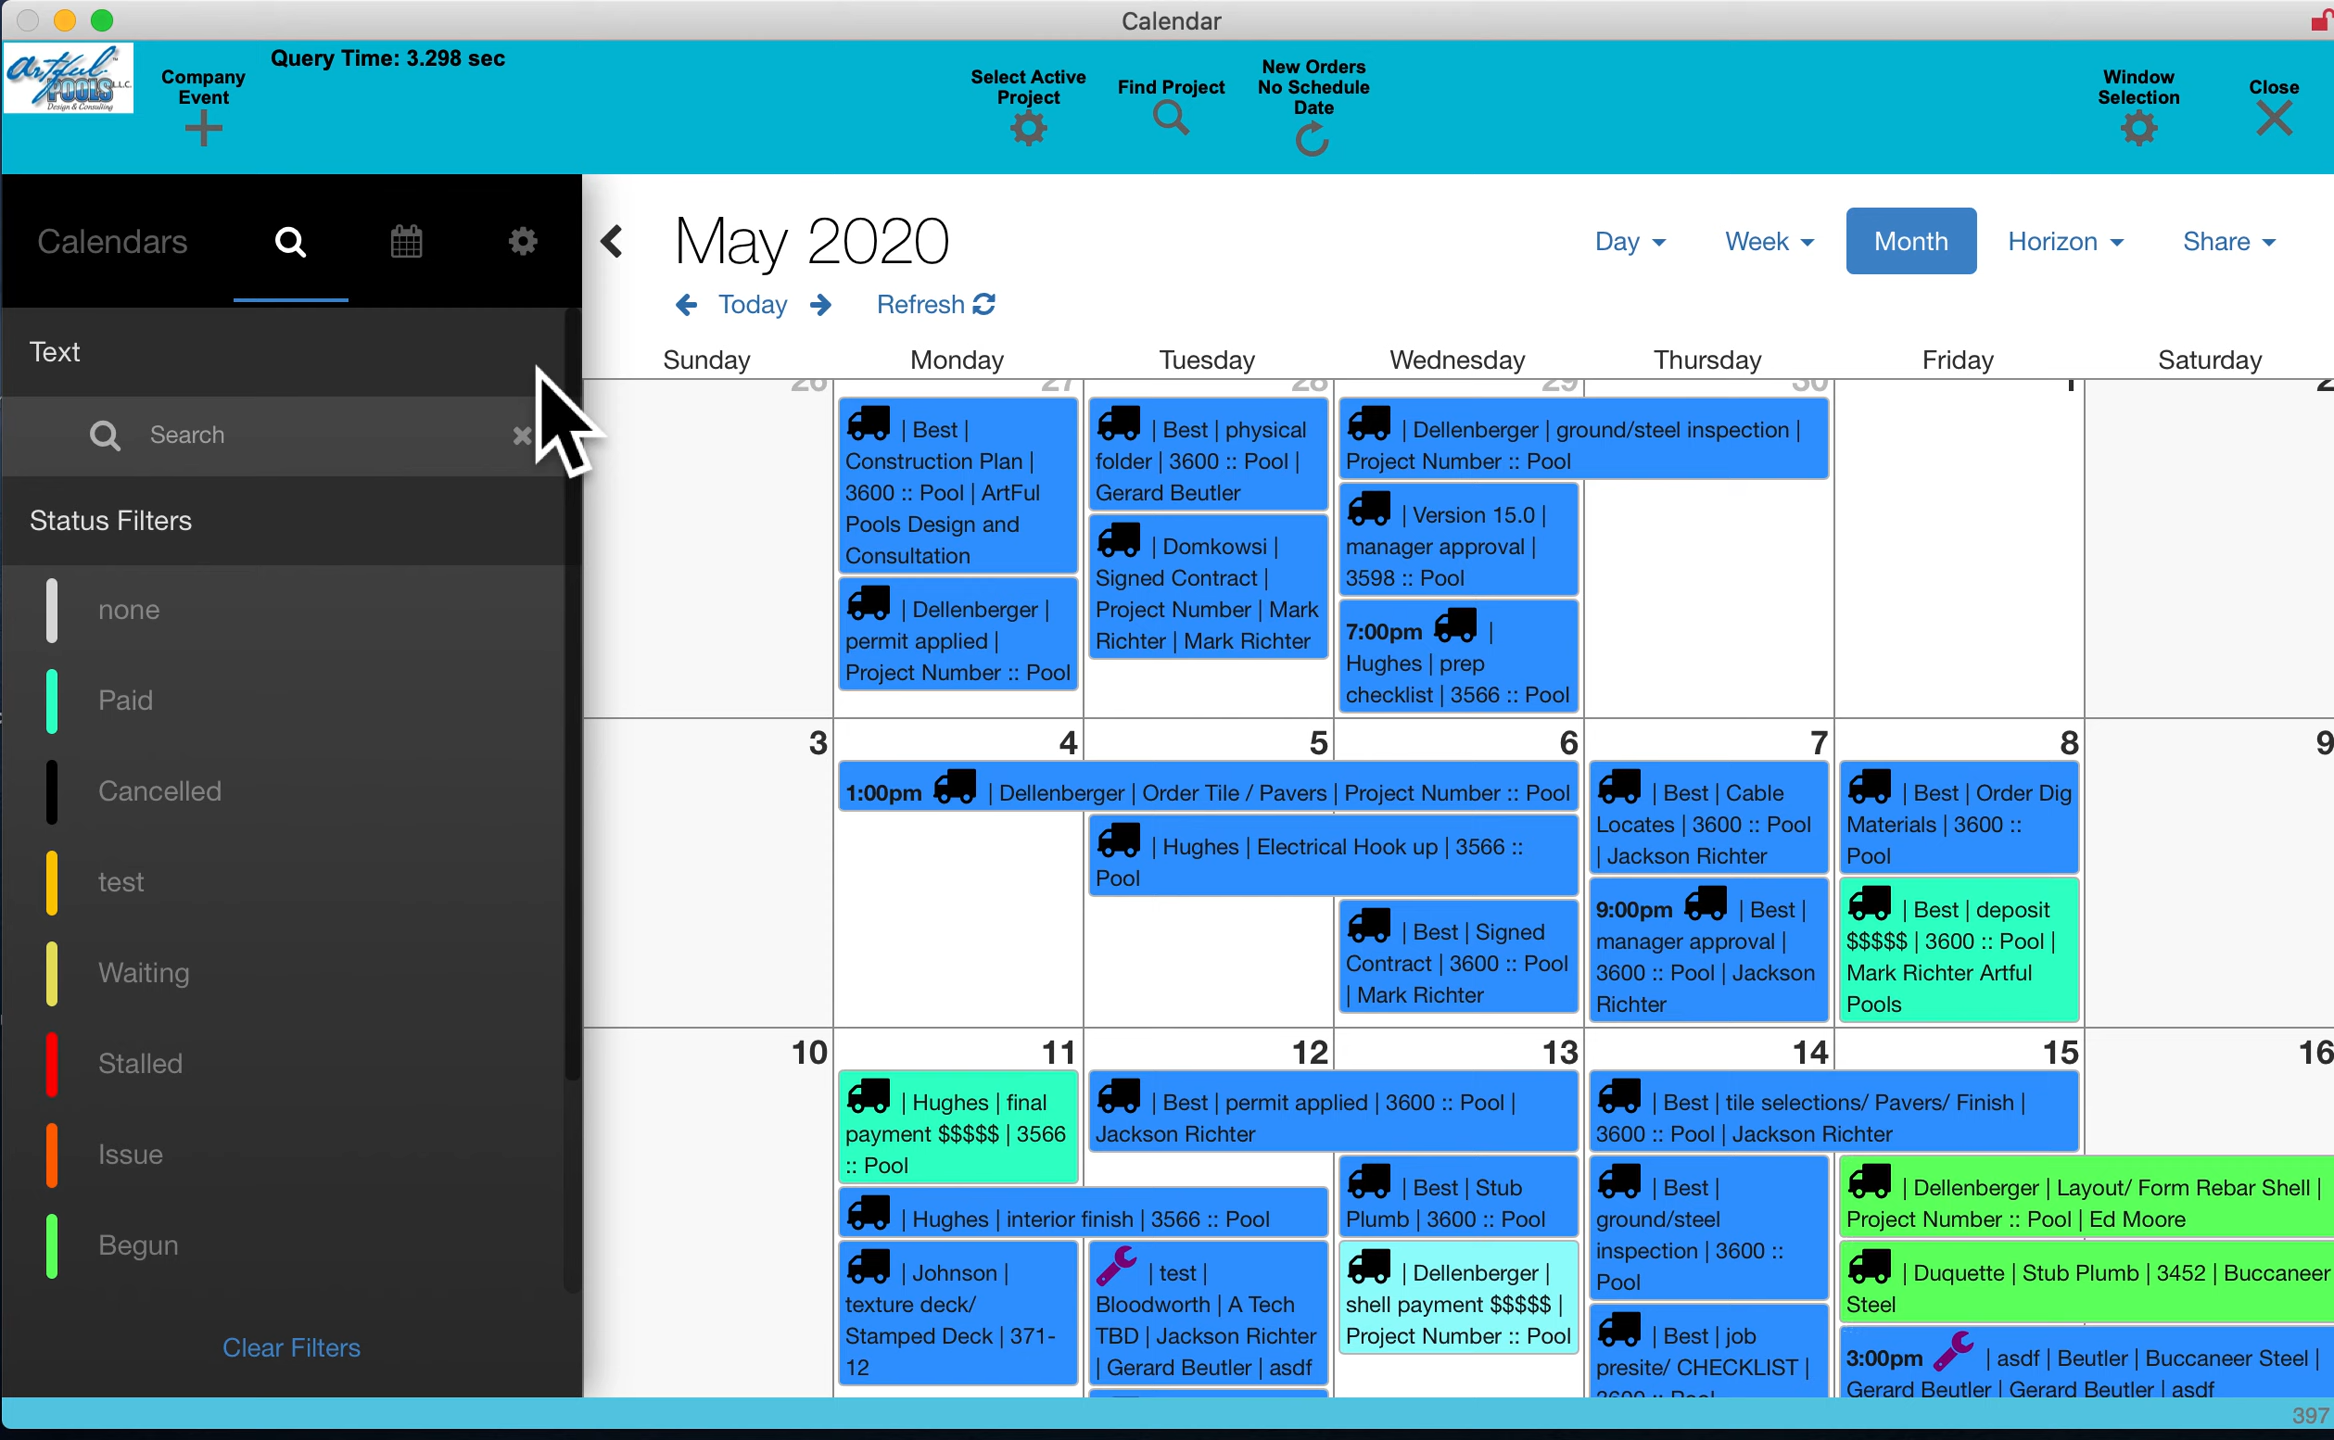 Calendar
Artful
POOLS L.L.C.
Design & Consulting
Company
Event
Query Time: 3.298 sec
Select Active
Project
Find Project
New Orders
No Schedule
Date
Window
Selection
Close
Calendars
Text
Search
Status Filters
none
Paid
Cancelled
test
Waiting
Stalled
Issue
Begun
Clear Filters
May 2020
Day
Week
Month
Horizon
Share
Today
Refresh
Sunday
Monday
Tuesday
Wednesday
Thursday
Friday
Saturday
26
27
28
29
30
1
2
| Best |
Construction Plan |
3600 :: Pool | ArtFul
Pools Design and
Consultation
| Dellenberger |
permit applied |
Project Number :: Pool
| Best | physical
folder | 3600 :: Pool |
Gerard Beutler
| Domkowsi |
Signed Contract |
Project Number | Mark
Richter | Mark Richter
| Dellenberger | ground/steel inspection |
Project Number :: Pool
| Version 15.0 |
manager approval |
3598 :: Pool
7:00pm |
Hughes | prep
checklist | 3566 :: Pool
3
4
5
6
7
8
9
1:00pm | Dellenberger | Order Tile / Pavers | Project Number :: Pool
| Hughes | Electrical Hook up | 3566 ::
Pool
| Best | Signed
Contract | 3600 :: Pool
| Mark Richter
| Best | Cable
Locates | 3600 :: Pool
| Jackson Richter
9:00pm | Best |
manager approval |
3600 :: Pool | Jackson
Richter
| Best | Order Dig
Materials | 3600 ::
Pool
| Best | deposit
$$$$$ | 3600 :: Pool |
Mark Richter Artful
Pools
10
11
12
13
14
15
16
| Hughes | final
payment $$$$$ | 3566
:: Pool
| Hughes | interior finish | 3566 :: Pool
| Johnson |
texture deck/
Stamped Deck | 371-
12
| Best | permit applied | 3600 :: Pool |
Jackson Richter
| test |
Bloodworth | A Tech
TBD | Jackson Richter
| Gerard Beutler | asdf
| Best | Stub
Plumb | 3600 :: Pool
| Dellenberger |
shell payment $$$$$ |
Project Number :: Pool
| Best | tile selections/ Pavers/ Finish |
3600 :: Pool | Jackson Richter
| Best |
ground/steel
inspection | 3600 ::
Pool
| Best | job
presite/ CHECKLIST |
3600 :: Pool
| Dellenberger | Layout/ Form Rebar Shell |
Project Number :: Pool | Ed Moore
| Duquette | Stub Plumb | 3452 | Buccaneer
Steel
3:00pm | asdf | Beutler | Buccaneer Steel |
Gerard Beutler | Gerard Beutler | asdf
397